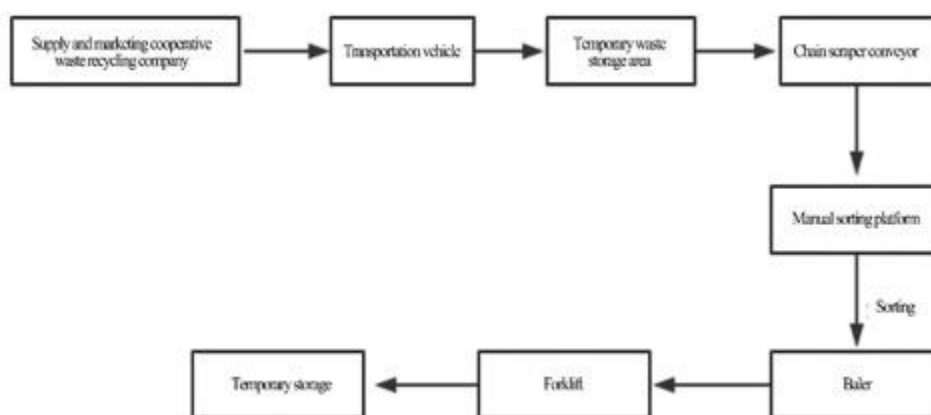 Supply and marketing cooperative
waste recycling company
Transportation vehicle
Temporary waste
storage area
Chain scraper conveyor
Manual sorting platform
Sorting
Baler
Forklift
Temporary storage